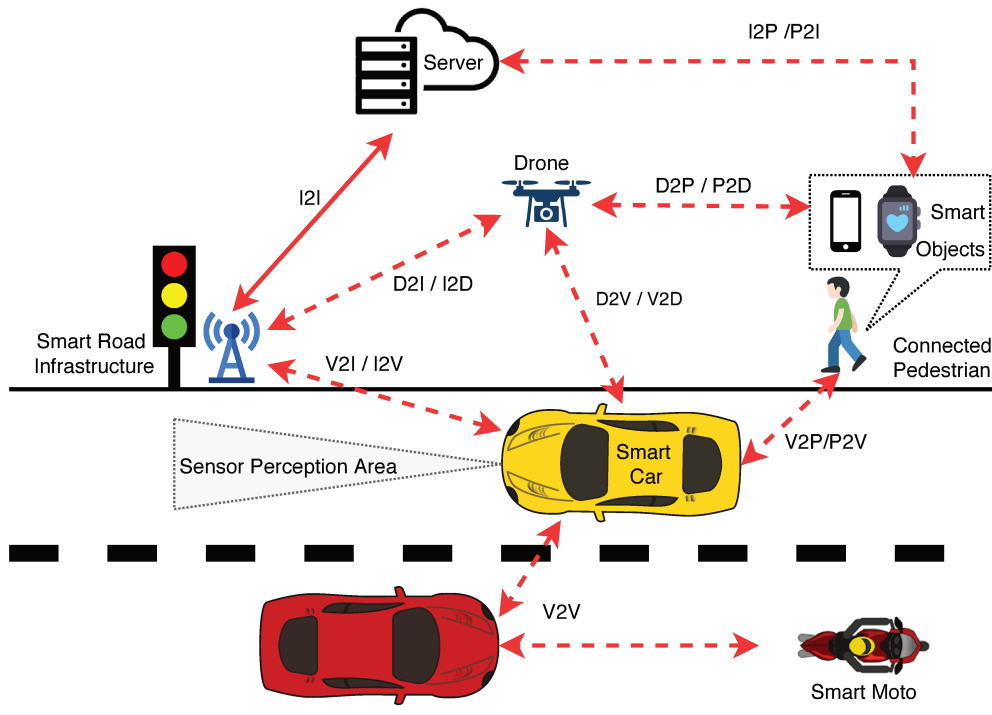 I2P /P2I
Server
Drone
I2I
D2P / P2D
Smart
Objects
D2I / I2D
D2V / V2D
Smart Road
Infrastructure
V2I / I2V
Connected
Pedestrian
V2P/P2V
Sensor Perception Area
Smart
Car
V2V
Smart Moto